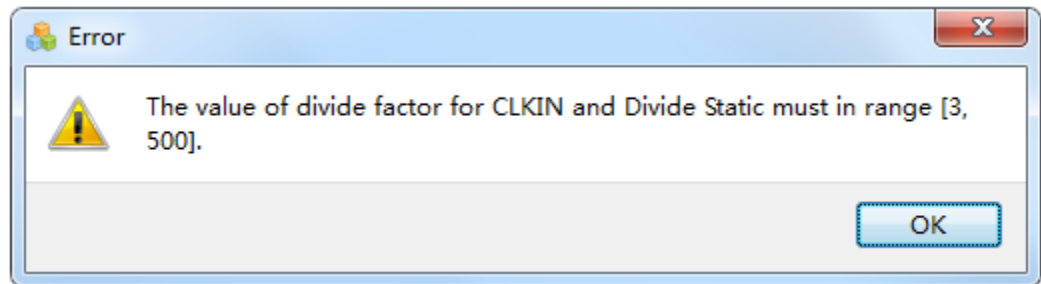 Error
The value of divide factor for CLKIN and Divide Static must in range [3,
500].
OK